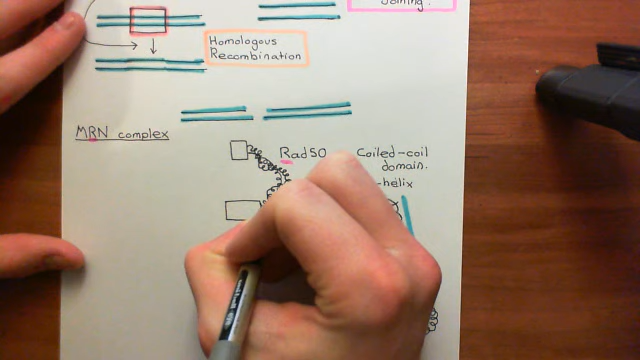 Joining.
Homologous
Recombination
MRN complex
Rad50
Coiled-coil
domain.
-helix